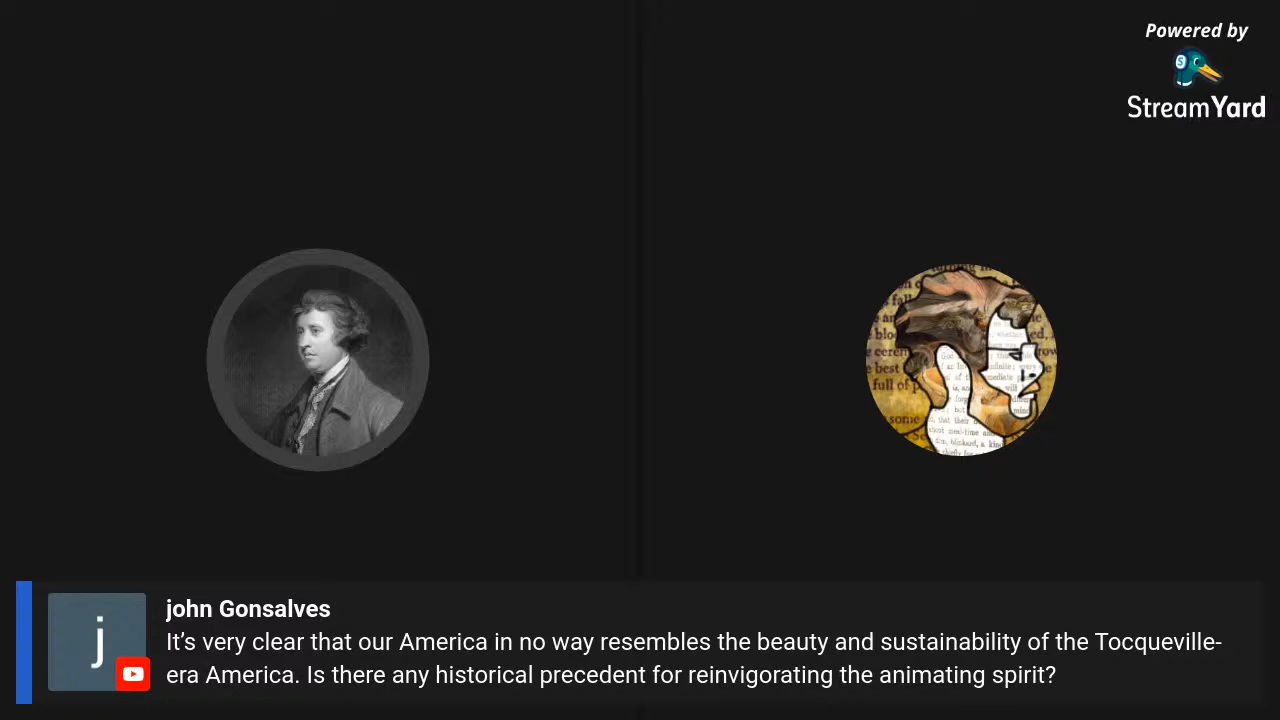 Powered by
StreamYard
john Gonsalves
It's very clear that our America in no way resembles the beauty and sustainability of the Tocqueville-
era America. Is there any historical precedent for reinvigorating the animating spirit?
j